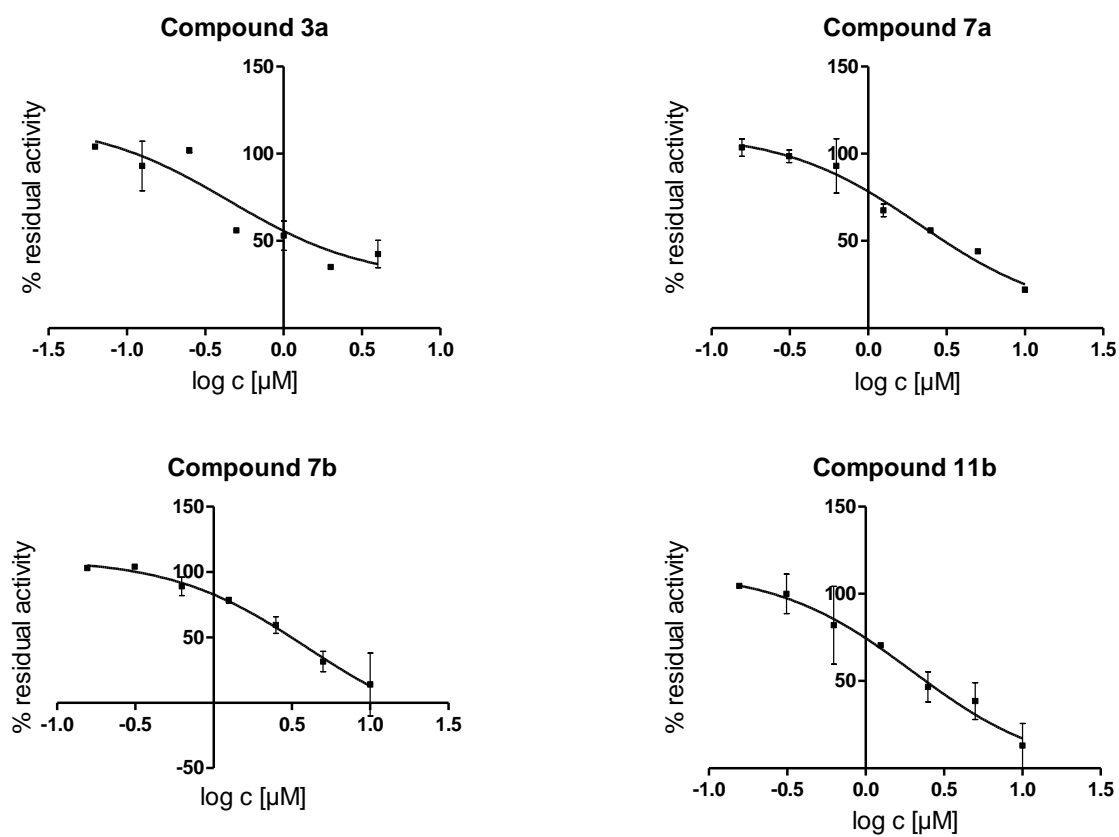 Compound 3a
150
100
50
% residual activity
-1.5 -1.0 -0.5 0.0 0.5 1.0
log c [µM]
Compound 7a
150
100
50
% residual activity
-1.0 -0.5 0.0 0.5 1.0 1.5
log c [µM]
Compound 7b
150
100
50
-50
% residual activity
-1.0 -0.5 0.5 1.0 1.5
log c [µM]
Compound 11b
150
100
50
% residual activity
-1.0 -0.5 0.0 0.5 1.0 1.5
log c [µM]